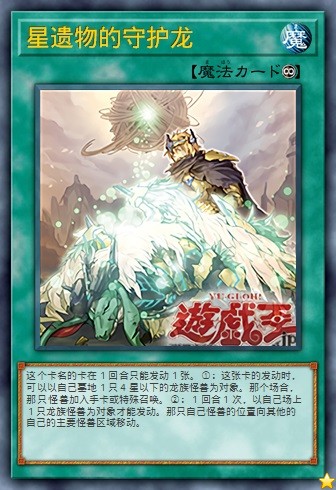 星遗物的守护龙
魔
【魔法カード】
YU-GI-OH!
遊戯王
这个卡名的卡在1回合只能发动1张。①：这张卡的发动时，
可以以自己墓地1只4星以下的龙族怪兽为对象。那个场合，
那只怪兽加入手卡或特殊召唤。②：1回合1次，以自己场上
1只龙族怪兽为对象才能发动。那只自己怪兽的位置向其他的
自己的主要怪兽区域移动。